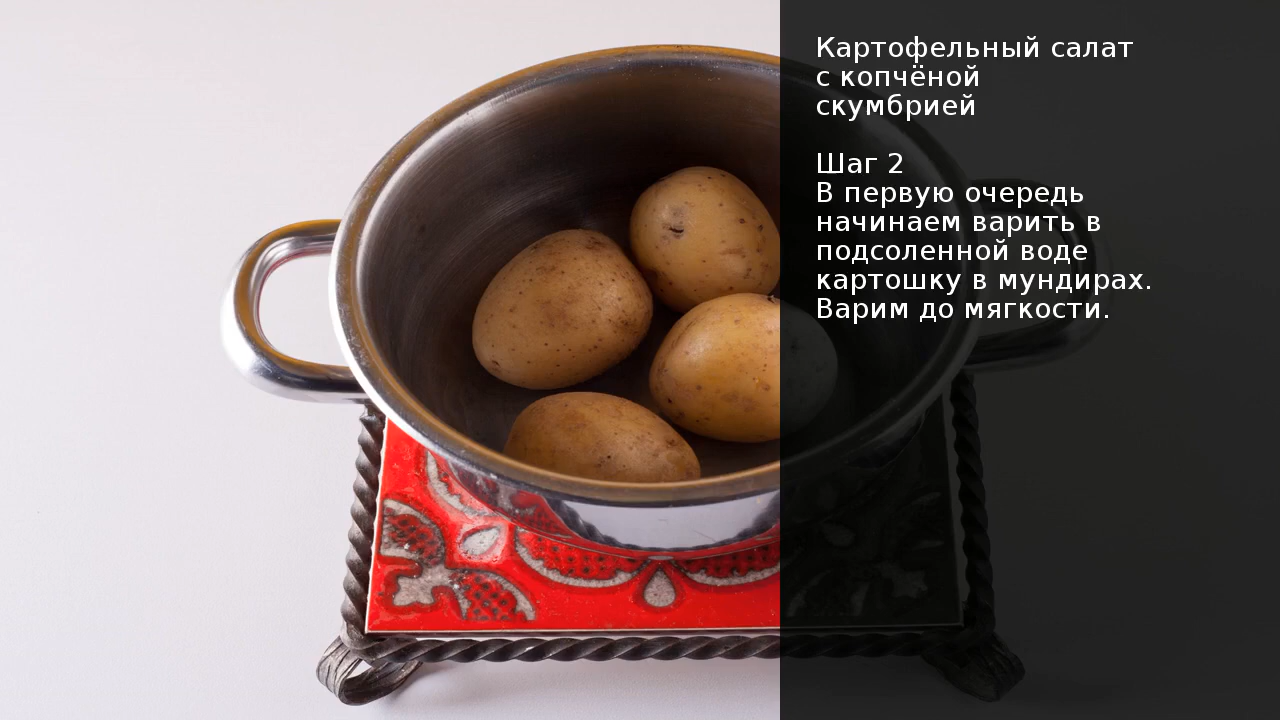 Картофельный салат
с копчёной
скумбрией
Шаг 2
В первую очередь
начинаем варить в
подсоленной воде
картошку в мундирах.
Варим до мягкости.